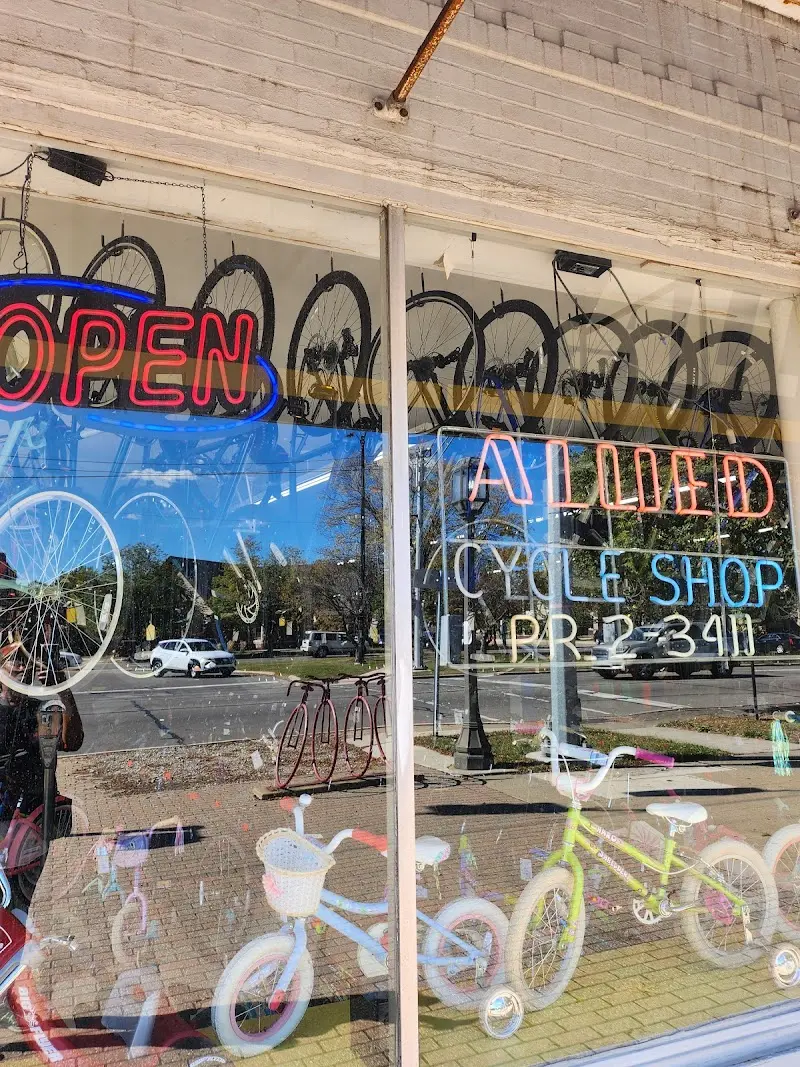 OPEN
ALLIED
CYCLE SHOP
PR 2 3411